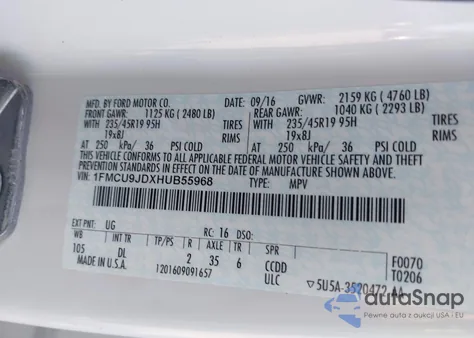 MFD. BY FORD MOTOR CO. 09/16 GVWR: 2159 KG ( 4760 LB)
FRONT GAWR: 1125 KG ( 2480 LB) REAR GAWR: 1040 KG ( 2293 LB)
WITH 235/45R19 95H TIRES WITH 235/45R19 95H TIRES
19x8J RIMS 19x8J RIMS
AT 250 kPa/ 36 PSI COLD AT 250 kPa/ 36 PSI COLD
THIS VEHICLE CONFORMS TO ALL APPLICABLE FEDERAL MOTOR VEHICLE SAFETY AND THEFT
PREVENTION STANDARDS IN EFFECT ON THE DATE OF MANUFACTURE SHOWN ABOVE.
VIN: 1FMCU9JDXHUB55968 TYPE: MPV
EXT PNT: UG RC: 16 DSO:
WB INT TR TP/PS R AXLE TR SPR F0070
105 DL 2 35 6 CCDD T0206
MADE IN U.S.A. 1201609091657 ULC 5U5A-3520472-AA
autoSnap
Pewne auta z aukcji USA i EU